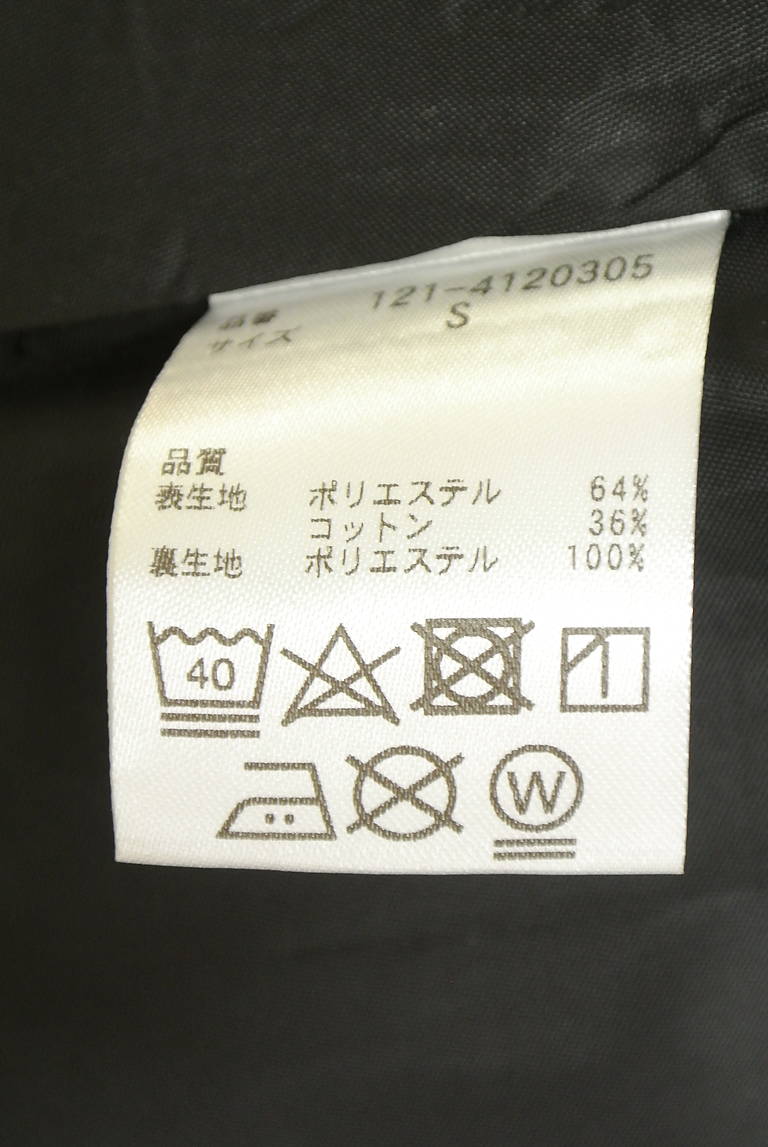 品番 121-4120305
サイズ S
品質
表生地 ポリエステル 64%
コットン 36%
裏生地 ポリエステル 100%
40
W